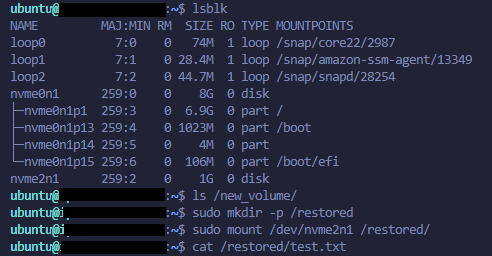 ubuntu@ :~$ lsblk
NAME MAJ:MIN RM SIZE RO TYPE MOUNTPOINTS
loop0 7:0 0 74M 1 loop /snap/core22/2987
loop1 7:1 0 28.4M 1 loop /snap/amazon-ssm-agent/13349
loop2 7:2 0 44.7M 1 loop /snap/snapd/28254
nvme0n1 259:0 0 8G 0 disk
├─nvme0n1p1 259:3 0 6.9G 0 part /
├─nvme0n1p13 259:4 0 1023M 0 part /boot
├─nvme0n1p14 259:5 0 4M 0 part
└─nvme0n1p15 259:6 0 106M 0 part /boot/efi
nvme2n1 259:2 0 1G 0 disk
ubuntu@ :~$ ls /new_volume/
ubuntu@ :~$ sudo mkdir -p /restored
ubuntu@ :~$ sudo mount /dev/nvme2n1 /restored/
ubuntu@ :~$ cat /restored/test.txt